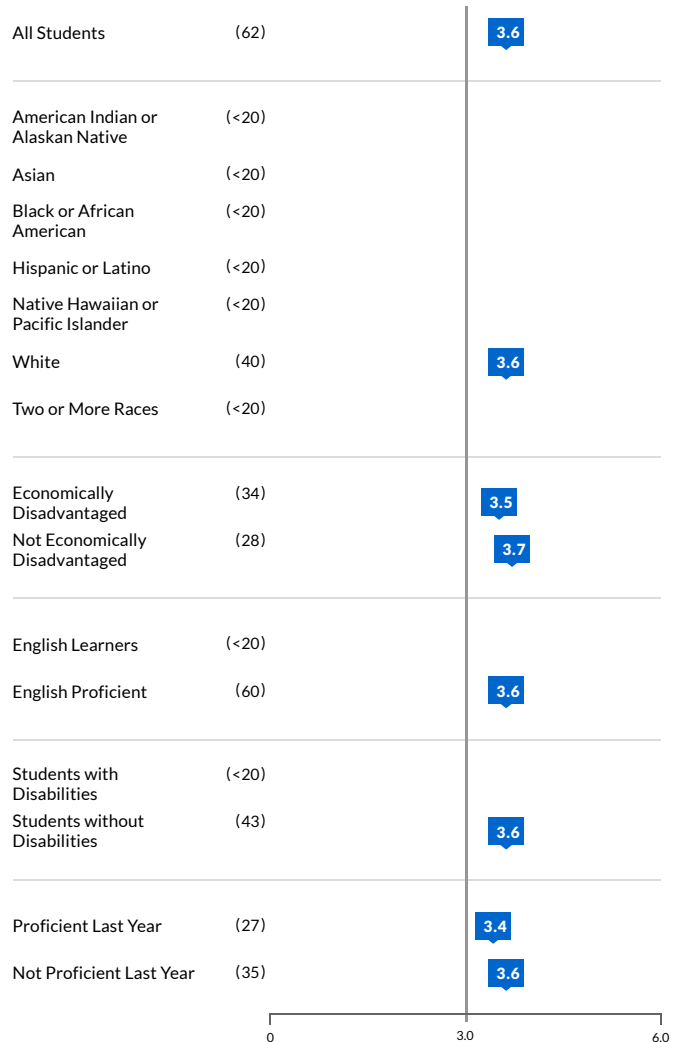 All Students (62) 3.6
American Indian or (<20)
Alaskan Native
Asian (<20)
Black or African (<20)
American
Hispanic or Latino (<20)
Native Hawaiian or (<20)
Pacific Islander
White (40) 3.6
Two or More Races (<20)
Economically (34) 3.5
Disadvantaged
Not Economically (28) 3.7
Disadvantaged
English Learners (<20)
English Proficient (60) 3.6
Students with (<20)
Disabilities
Students without (43) 3.6
Disabilities
Proficient Last Year (27) 3.4
Not Proficient Last Year (35) 3.6
0 3.0 6.0